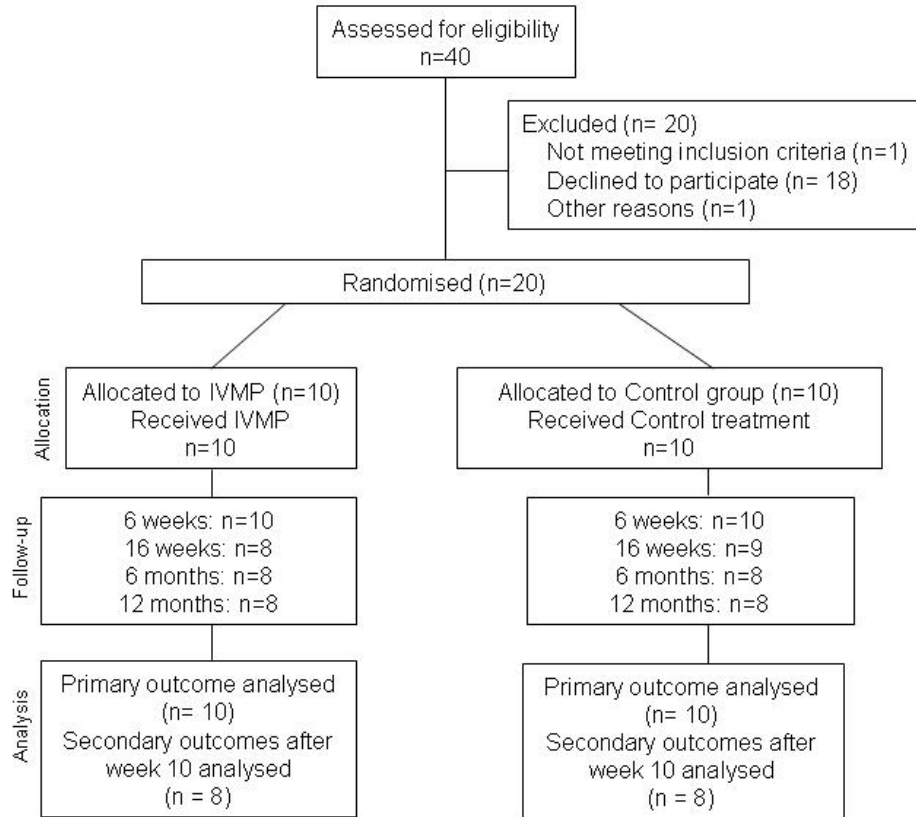 Assessed for eligibility
n=40
Excluded (n= 20)
Not meeting inclusion criteria (n=1)
Declined to participate (n= 18)
Other reasons (n=1)
Randomised (n=20)
Allocation
Allocated to IVMP (n=10)
Received IVMP
n=10
Allocated to Control group (n=10)
Received Control treatment
n=10
Follow-up
6 weeks: n=10
16 weeks: n=8
6 months: n=8
12 months: n=8
6 weeks: n=10
16 weeks: n=9
6 months: n=8
12 months: n=8
Analysis
Primary outcome analysed
(n= 10)
Secondary outcomes after
week 10 analysed
(n = 8)
Primary outcome analysed
(n= 10)
Secondary outcomes after
week 10 analysed
(n = 8)